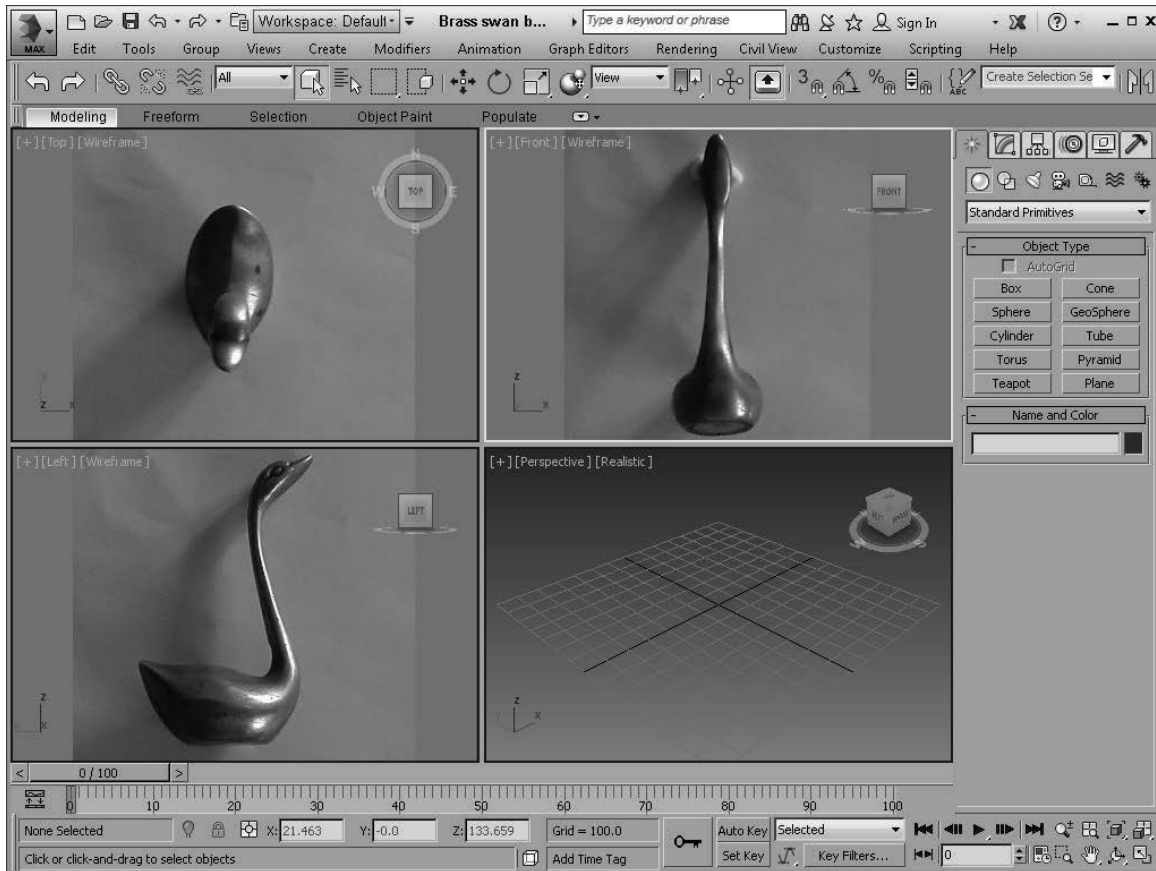 Workspace: Default
Brass swan b...
Type a keyword or phrase
Sign In
MAX
Edit Tools Group Views Create Modifiers Animation Graph Editors Rendering Civil View Customize Scripting Help
All
View
3
%
ABC
Create Selection Se
Modeling Freeform Selection Object Paint Populate
[+][Top][Wireframe]
N
W TOP E
S
z x
[+][Front][Wireframe]
FRONT
z
x
Standard Primitives
- Object Type
AutoGrid
Box Cone
Sphere GeoSphere
Cylinder Tube
Torus Pyramid
Teapot Plane
- Name and Color
[+][Left][Wireframe]
LEFT
z
x
[+][Perspective][Realistic]
z
x
< 0 / 100 >
0 10 20 30 40 50 60 70 80 90 100
None Selected X: 21.463 Y: -0.0 Z: 133.659 Grid = 100.0 Auto Key Selected
Click or click-and-drag to select objects Add Time Tag Set Key Key Filters... 0